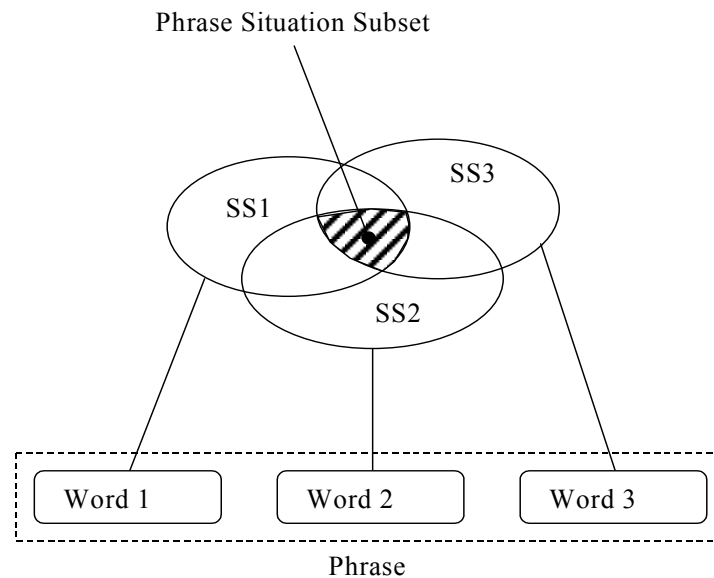 Phrase Situation Subset
SS3
SS1
SS2
Word 1
Word 2
Word 3
Phrase